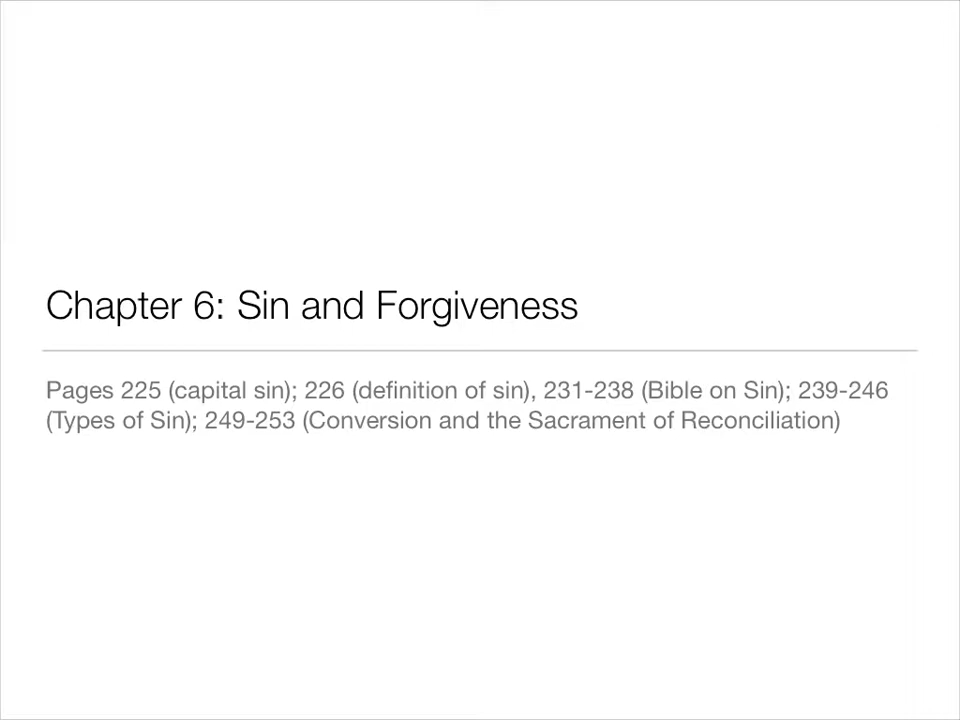 Chapter 6: Sin and Forgiveness
Pages 225 (capital sin); 226 (definition of sin), 231-238 (Bible on Sin); 239-246
(Types of Sin); 249-253 (Conversion and the Sacrament of Reconciliation)